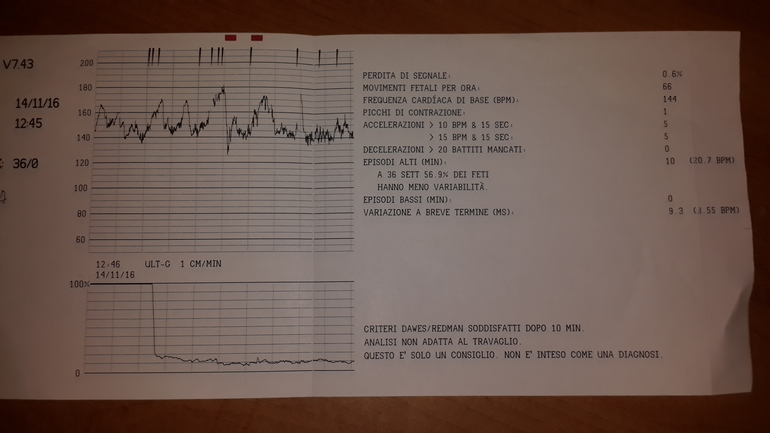 V7.43
14/11/16
12:45
36/0
200
180
160
140
120
100
80
60
12:46 ULT-G 1 CM/MIN
14/11/16
100%
0
PERDITA DI SEGNALE: 0.6%
MOVIMENTI FETALI PER ORA: 66
FREQUENZA CARDÍACA DI BASE (BPM): 144
PICCHI DI CONTRAZIONE: 1
ACCELERAZIONI > 10 BPM & 15 SEC: 5
> 15 BPM & 15 SEC: 5
DECELERAZIONI > 20 BATTITI MANCATI: 0
EPISODI ALTI (MIN): 10 (20.7 BPM)
A 36 SETT 56.9% DEI FETI
HANNO MENO VARIABILITÀ.
EPISODI BASSI (MIN): 0
VARIAZIONE A BREVE TERMINE (MS): 9.3 (3.55 BPM)
CRITERI DAWES/REDMAN SODDISFATTI DOPO 10 MIN.
ANALISI NON ADATTA AL TRAVAGLIO.
QUESTO E' SOLO UN CONSIGLIO. NON E' INTESO COME UNA DIAGNOSI.